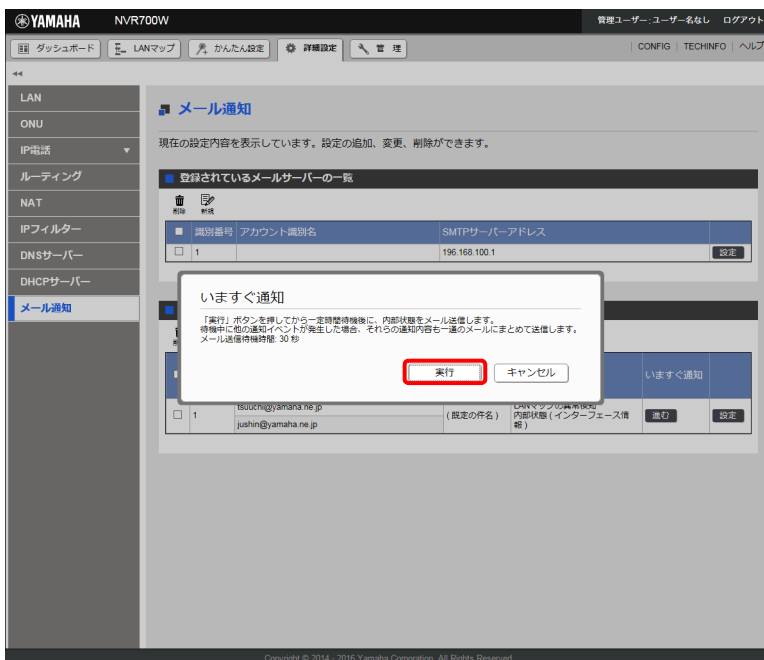 YAMAHA NVR700W 管理ユーザー:ユーザー名なし ログアウト
ダッシュボード LANマップ かんたん設定 詳細設定 管 理 CONFIG | TECHINFO | ヘルプ
LAN
ONU
IP電話
ルーティング
NAT
IPフィルター
DNSサーバー
DHCPサーバー
メール通知
メール通知
現在の設定内容を表示しています。設定の追加、変更、削除ができます。
登録されているメールサーバーの一覧
削除 新規
識別番号 アカウント識別名 SMTPサーバーアドレス
1 196.168.100.1 設定
いますぐ通知
「実行」ボタンを押してから一定時間待機後に、内部状態をメール送信します。
待機中に他の通知イベントが発生した場合、それらの通知内容も一通のメールにまとめて送信します。
メール送信待機時間: 30 秒
実行 キャンセル
いますぐ通知
1 tsuuchi@yamaha.ne.jp
jushin@yamaha.ne.jp
(既定の件名)
LANマップの異常検知
内部状態 ( インターフェース情
報 )
進む 設定
Copyright © 2014 - 2016 Yamaha Corporation. All Rights Reserved.